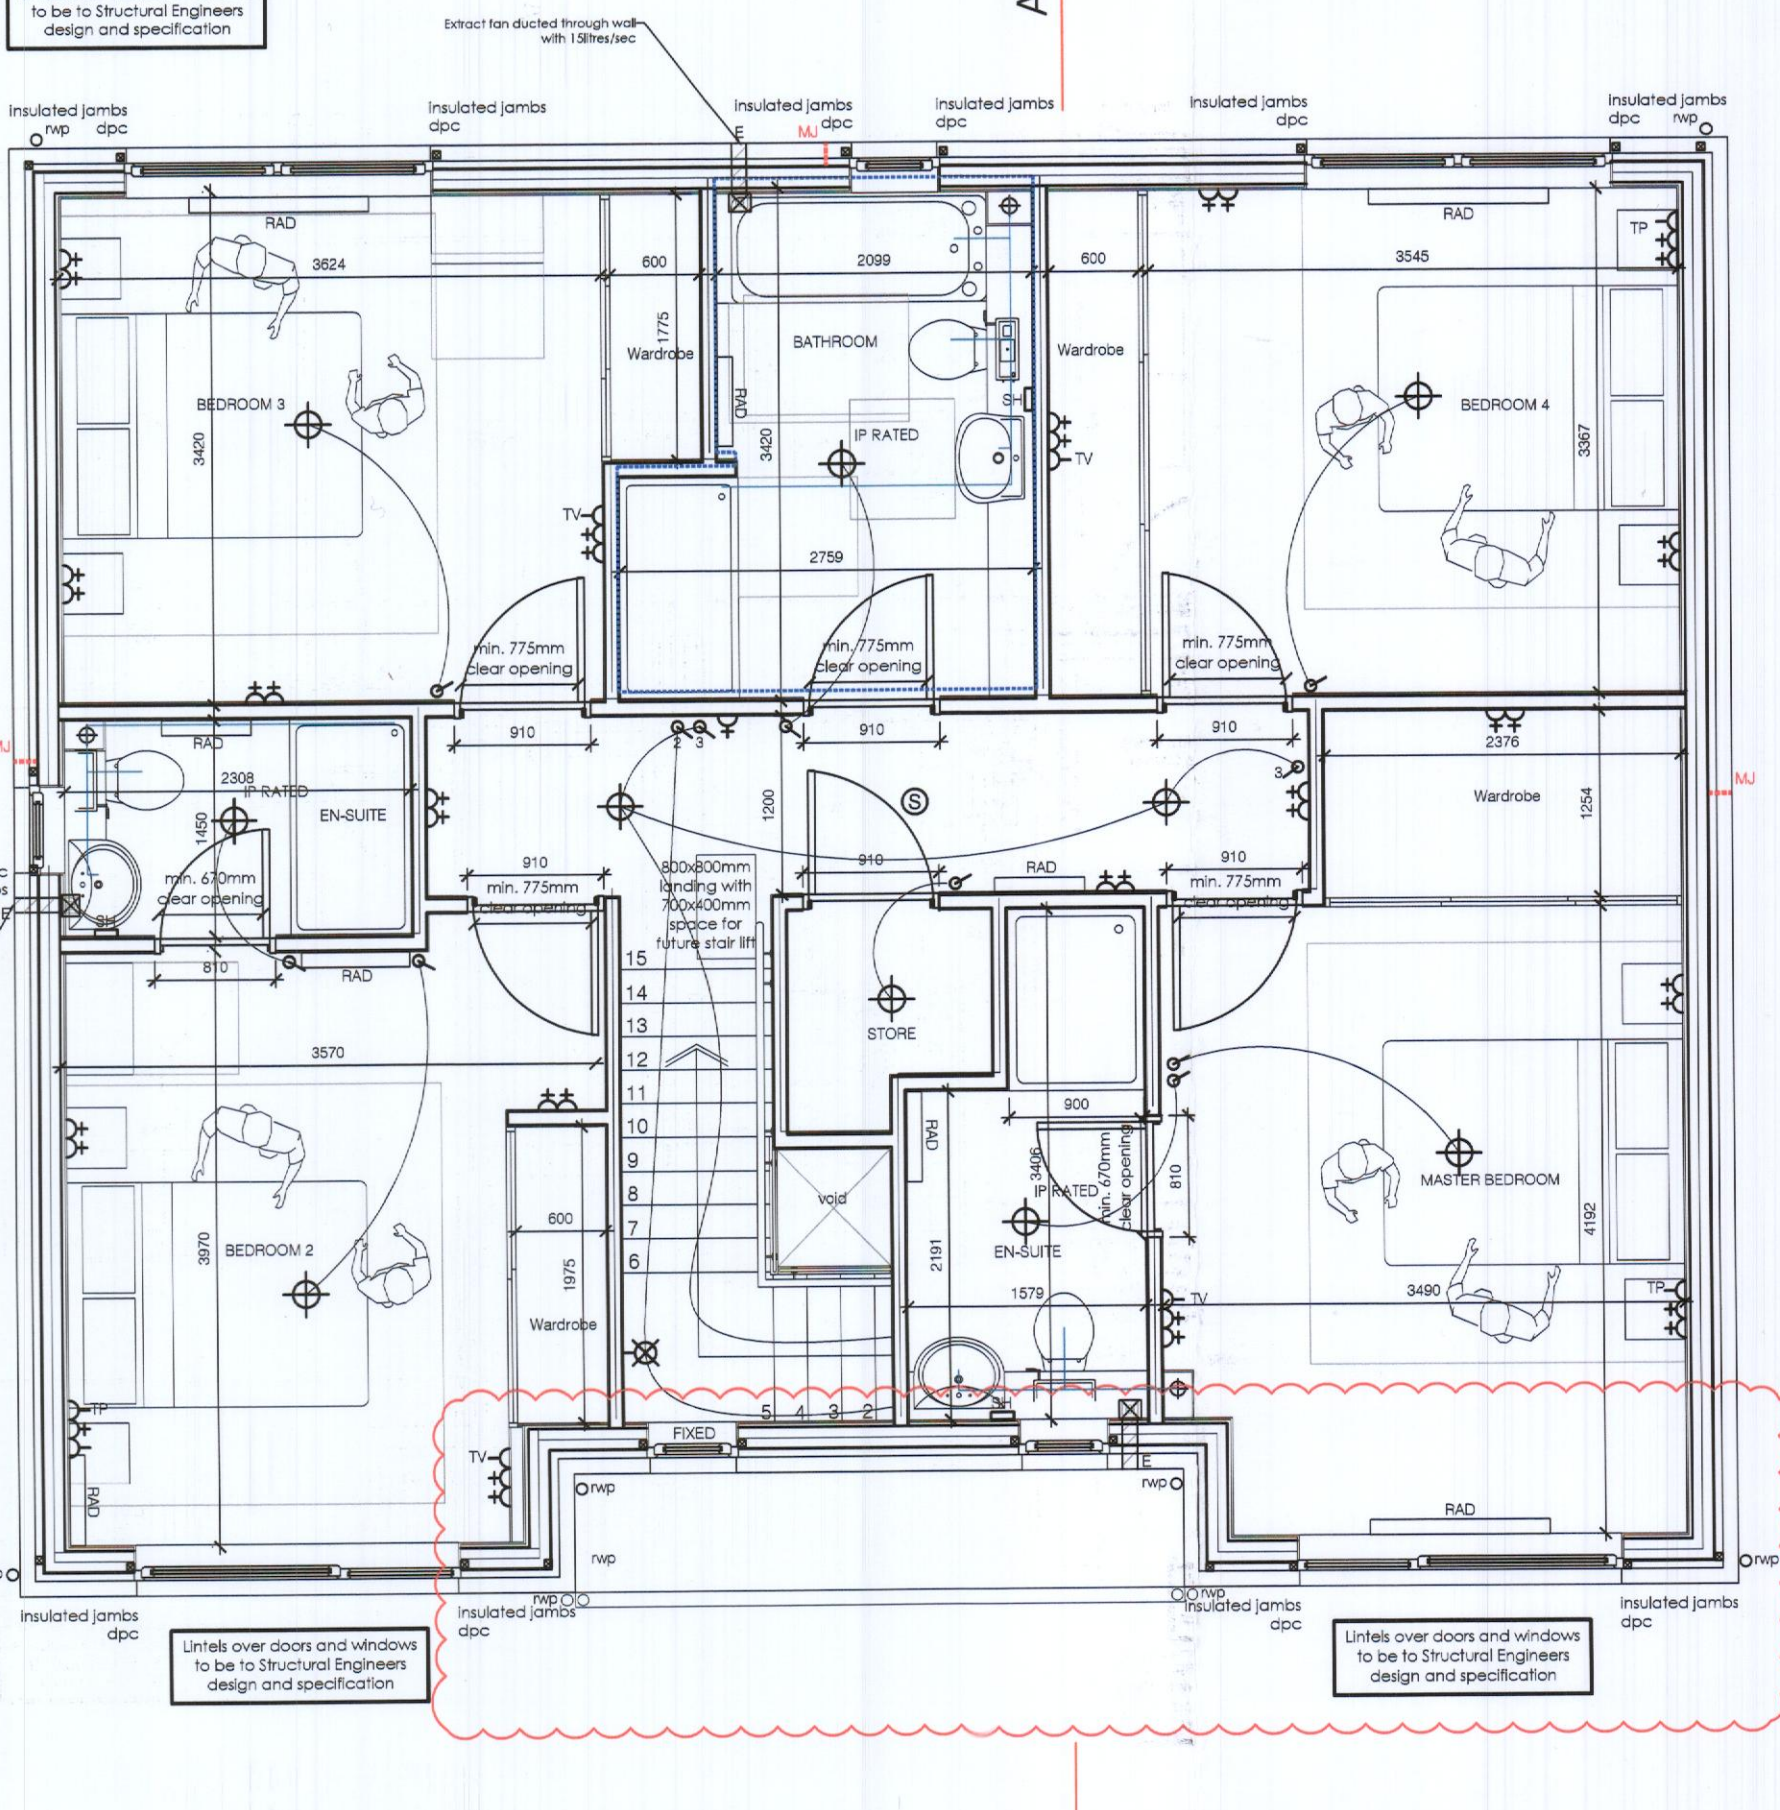 to be to Structural Engineers
design and specification
Extract fan ducted through wall
with 15litres/sec
A
insulated jambs
rwp dpc
insulated jambs
dpc
insulated jambs
dpc
insulated jambs
dpc
insulated jambs
dpc
insulated jambs
dpc rwp
E
MJ
RAD
3624
600
2099
600
3545
RAD
TP
1775
Wardrobe
BATHROOM
Wardrobe
RAD
SH
BEDROOM 3
3420
3420
IP RATED
TV
BEDROOM 4
3367
TV
2759
min. 775mm
clear opening
min. 775mm
clear opening
min. 775mm
clear opening
910
2 3
910
910
2376
RAD
2308
IP RATED
EN-SUITE
1450
1200
S
3
Wardrobe
1254
MJ
MJ
min. 670mm
clear opening
SH
E
910
min. 775mm
clear opening
800x800mm
landing with
700x400mm
space for
future stair lift
910
RAD
910
min. 775mm
clear opening
810
RAD
15
14
13
12
11
10
9
8
7
6
5 4 3 2
STORE
3570
900
RAD
3406
min. 670mm
clear opening
810
IP RATED
EN-SUITE
MASTER BEDROOM
void
600
1975
Wardrobe
BEDROOM 2
3970
2191
1579
TV
3490
4192
TP
TP
RAD
TV
FIXED
SH
E
rwp
rwp
rwp
rwp
rwp
rwp
RAD
insulated jambs
dpc
insulated jambs
dpc
insulated jambs
dpc
insulated jambs
dpc
Lintels over doors and windows
to be to Structural Engineers
design and specification
Lintels over doors and windows
to be to Structural Engineers
design and specification